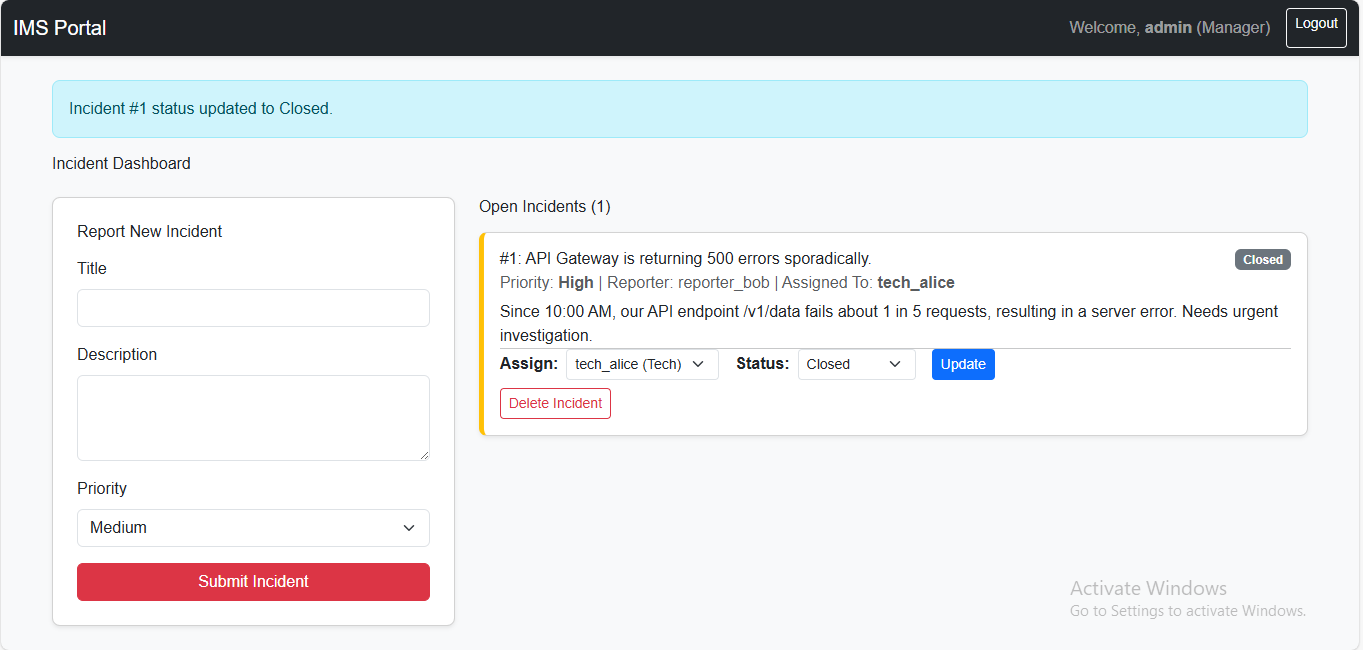 IMS Portal
Welcome, admin (Manager)
Logout
Incident #1 status updated to Closed.
Incident Dashboard
Report New Incident
Title
Description
Priority
Medium
Submit Incident
Open Incidents (1)
#1: API Gateway is returning 500 errors sporadically.
Closed
Priority: High | Reporter: reporter_bob | Assigned To: tech_alice
Since 10:00 AM, our API endpoint /v1/data fails about 1 in 5 requests, resulting in a server error. Needs urgent
investigation.
Assign: tech_alice (Tech) Status: Closed Update
Delete Incident
Activate Windows
Go to Settings to activate Windows.